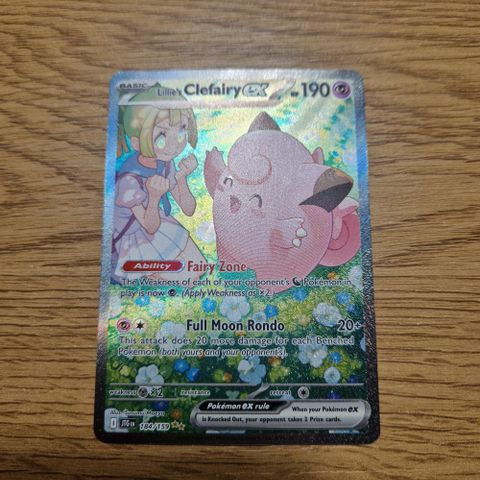 BASIC Lillie's Clefairy ex HP 190
Ability Fairy Zone
The Weakness of each of your opponent's Pokémon in
play is now . (Apply Weakness as ×2.)
Full Moon Rondo 20+
This attack does 20 more damage for each Benched
Pokémon (both yours and your opponent's).
weakness ×2 resistance retreat
Pokémon ex rule When your Pokémon ex
is Knocked Out, your opponent takes 2 Prize cards.
Illus.
JTG EN 184/159